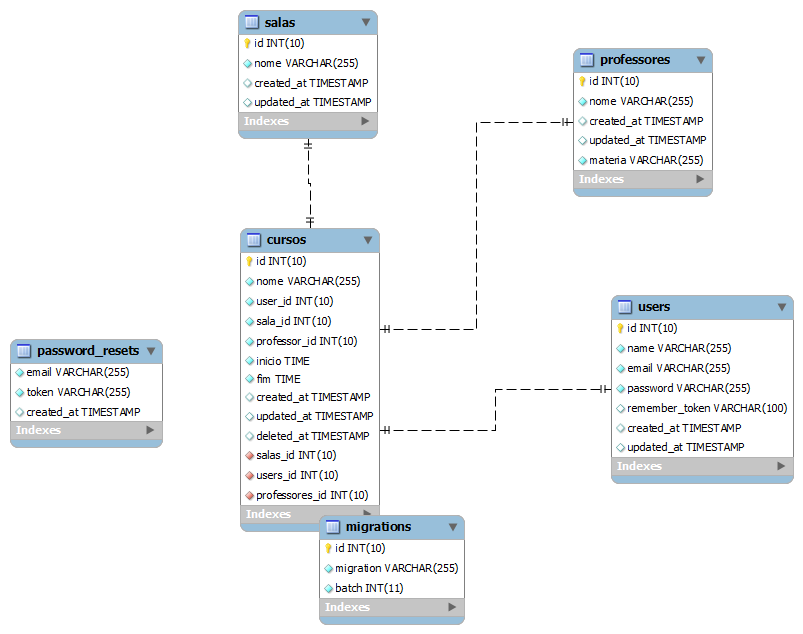 salas
id INT(10)
nome VARCHAR(255)
created_at TIMESTAMP
updated_at TIMESTAMP
Indexes
professores
id INT(10)
nome VARCHAR(255)
created_at TIMESTAMP
updated_at TIMESTAMP
materia VARCHAR(255)
Indexes
cursos
id INT(10)
nome VARCHAR(255)
user_id INT(10)
sala_id INT(10)
professor_id INT(10)
inicio TIME
fim TIME
created_at TIMESTAMP
updated_at TIMESTAMP
deleted_at TIMESTAMP
salas_id INT(10)
users_id INT(10)
professores_id INT(10)
Indexes
users
id INT(10)
name VARCHAR(255)
email VARCHAR(255)
password VARCHAR(255)
remember_token VARCHAR(100)
created_at TIMESTAMP
updated_at TIMESTAMP
Indexes
password_resets
email VARCHAR(255)
token VARCHAR(255)
created_at TIMESTAMP
Indexes
migrations
id INT(10)
migration VARCHAR(255)
batch INT(11)
Indexes